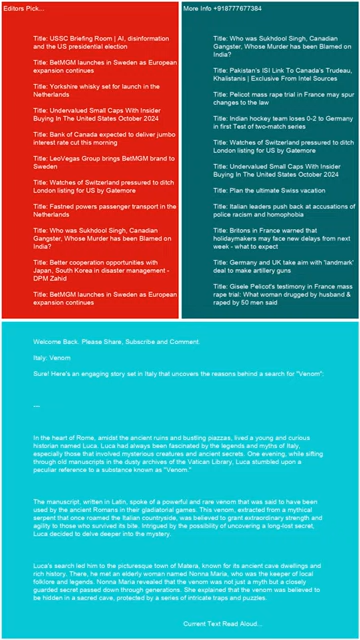 Editors Pick...
Title: USSC Briefing Room | AI, disinformation
and the US presidential election
Title: BetMGM launches in Sweden as European
expansion continues
Title: Yorkshire whisky set for launch in the
Netherlands
Title: Undervalued Small Caps With Insider
Buying In The United States October 2024
Title: Bank of Canada expected to deliver jumbo
interest rate cut this morning
Title: LeoVegas Group brings BetMGM brand to
Sweden
Title: Watches of Switzerland pressured to ditch
London listing for US by Gatemore
Title: Fastned powers passenger transport in the
Netherlands
Title: Who was Sukhdool Singh, Canadian
Gangster, Whose Murder has been Blamed on
India?
Title: Better cooperation opportunities with
Japan, South Korea in disaster management -
DPM Zahid
Title: BetMGM launches in Sweden as European
expansion continues
More Info +918777677384
Title: Who was Sukhdool Singh, Canadian
Gangster, Whose Murder has been Blamed on
India?
Title: Pakistan's ISI Link To Canada's Trudeau,
Khalistanis | Exclusive From Intel Sources
Title: Pelicot mass rape trial in France may spur
changes to the law
Title: Indian hockey team loses 0-2 to Germany
in first Test of two-match series
Title: Watches of Switzerland pressured to ditch
London listing for US by Gatemore
Title: Undervalued Small Caps With Insider
Buying In The United States October 2024
Title: Plan the ultimate Swiss vacation
Title: Italian leaders push back at accusations of
police racism and homophobia
Title: Britons in France warned that
holidaymakers may face new delays from next
week - what to expect
Title: Germany and UK take aim with 'landmark'
deal to make artillery guns
Title: Gisele Pelicot's testimony in France mass
rape trial: What woman drugged by husband &
raped by 50 men said
Welcome Back. Please Share, Subscribe and Comment.
Italy: Venom
Sure! Here's an engaging story set in Italy that uncovers the reasons behind a search for "Venom":
---
In the heart of Rome, amidst the ancient ruins and bustling piazzas, lived a young and curious
historian named Luca. Luca had always been fascinated by the legends and myths of Italy,
especially those that involved mysterious creatures and ancient secrets. One evening, while sifting
through old manuscripts in the dusty archives of the Vatican Library, Luca stumbled upon a
peculiar reference to a substance known as "Venom."
The manuscript, written in Latin, spoke of a powerful and rare venom that was said to have been
used by the ancient Romans in their gladiatorial games. This venom, extracted from a mythical
serpent that once roamed the Italian countryside, was believed to grant extraordinary strength and
agility to those who survived its bite. Intrigued by the possibility of uncovering a long-lost secret,
Luca decided to delve deeper into the mystery.
Luca's search led him to the picturesque town of Matera, known for its ancient cave dwellings and
rich history. There, he met an elderly woman named Nonna Maria, who was the keeper of local
folklore and legends. Nonna Maria revealed that the venom was not just a myth but a closely
guarded secret passed down through generations. She explained that the venom was believed to
be hidden in a sacred cave, protected by a series of intricate traps and puzzles.
Current Text Read Aloud...